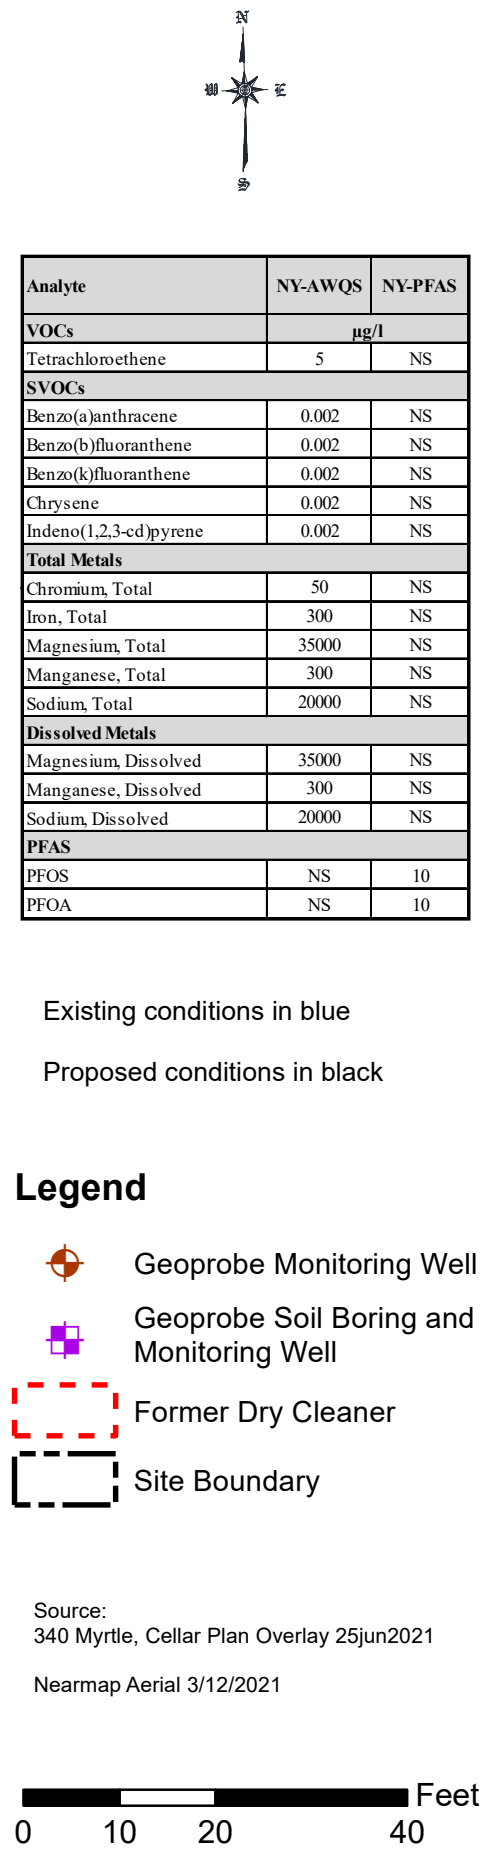 N
W E
S
Analyte NY-AWQS NY-PFAS
VOCs µg/l
Tetrachloroethene 5 NS
SVOCs
Benzo(a)anthracene 0.002 NS
Benzo(b)fluoranthene 0.002 NS
Benzo(k)fluoranthene 0.002 NS
Chrysene 0.002 NS
Indeno(1,2,3-cd)pyrene 0.002 NS
Total Metals
Chromium, Total 50 NS
Iron, Total 300 NS
Magnesium, Total 35000 NS
Manganese, Total 300 NS
Sodium, Total 20000 NS
Dissolved Metals
Magnesium, Dissolved 35000 NS
Manganese, Dissolved 300 NS
Sodium, Dissolved 20000 NS
PFAS
PFOS NS 10
PFOA NS 10
Existing conditions in blue
Proposed conditions in black
Legend
Geoprobe Monitoring Well
Geoprobe Soil Boring and
Monitoring Well
Former Dry Cleaner
Site Boundary
Source:
340 Myrtle, Cellar Plan Overlay 25jun2021
Nearmap Aerial 3/12/2021
Feet
0 10 20 40